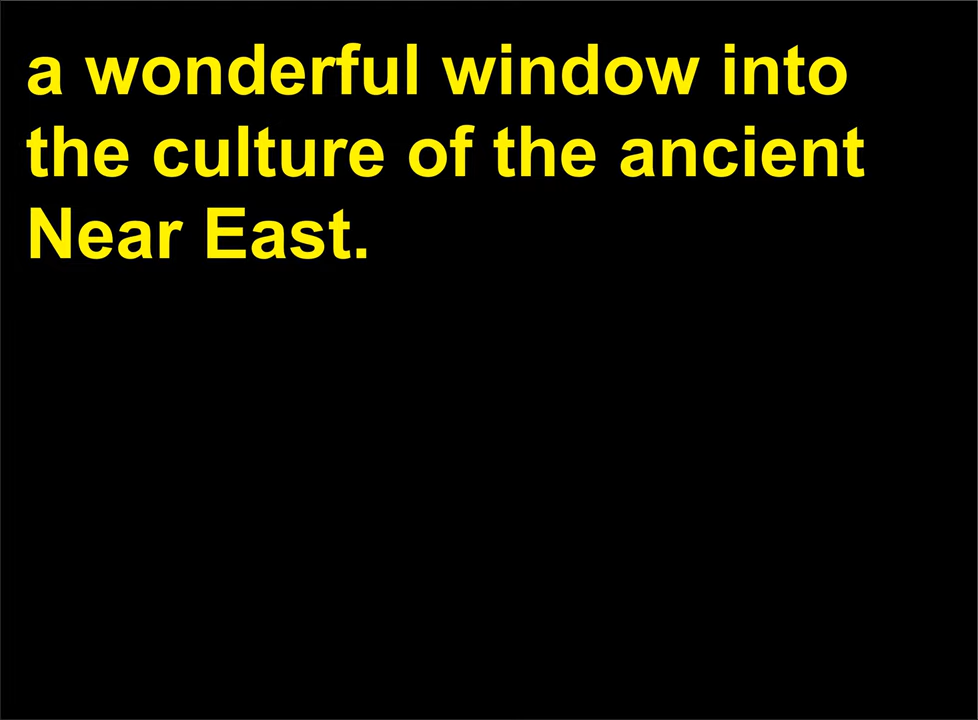 a wonderful window into
the culture of the ancient
Near East.